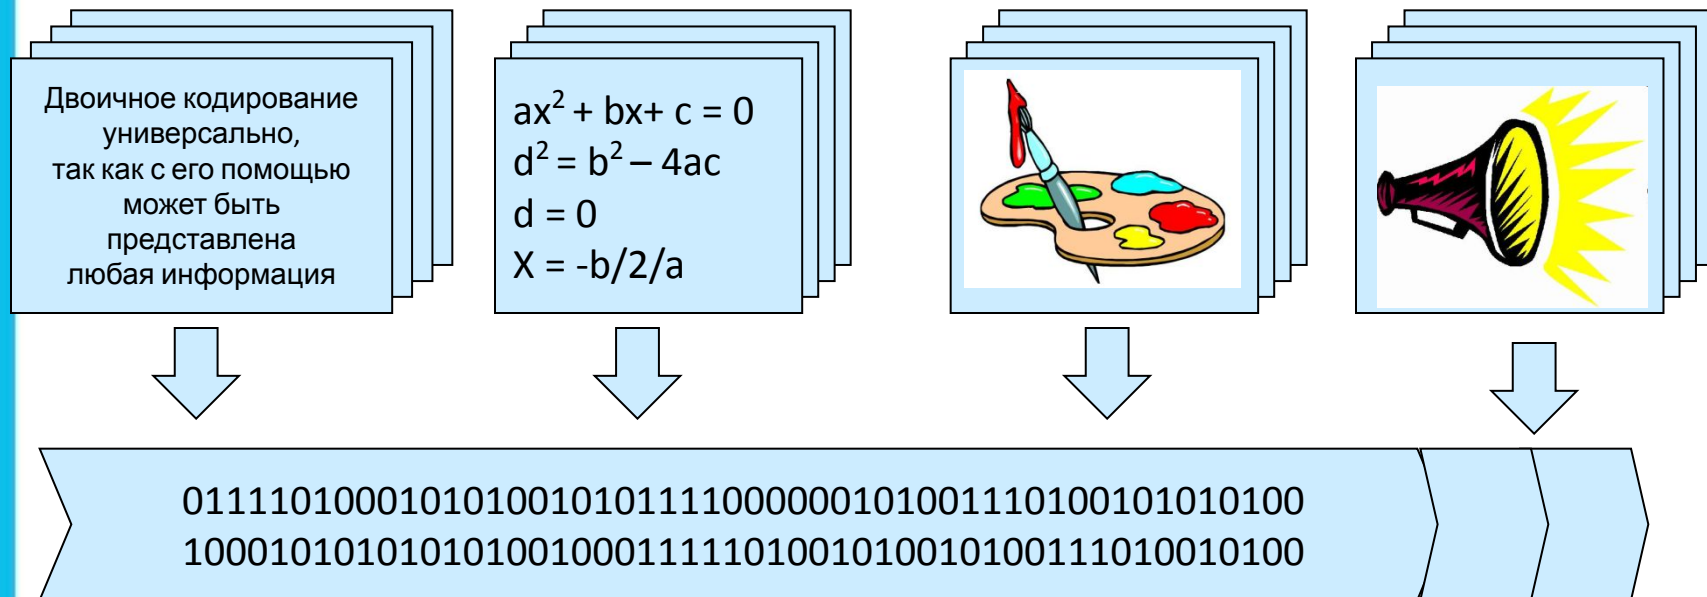 Двоичное кодирование
универсально,
так как с его помощью
может быть
представлена
любая информация
ax² + bx+ c = 0
d² = b² – 4ac
d = 0
X = -b/2/a
0111101000101010010101111000000101001110100101010100
1000101010101010010001111101001010010100111010010100